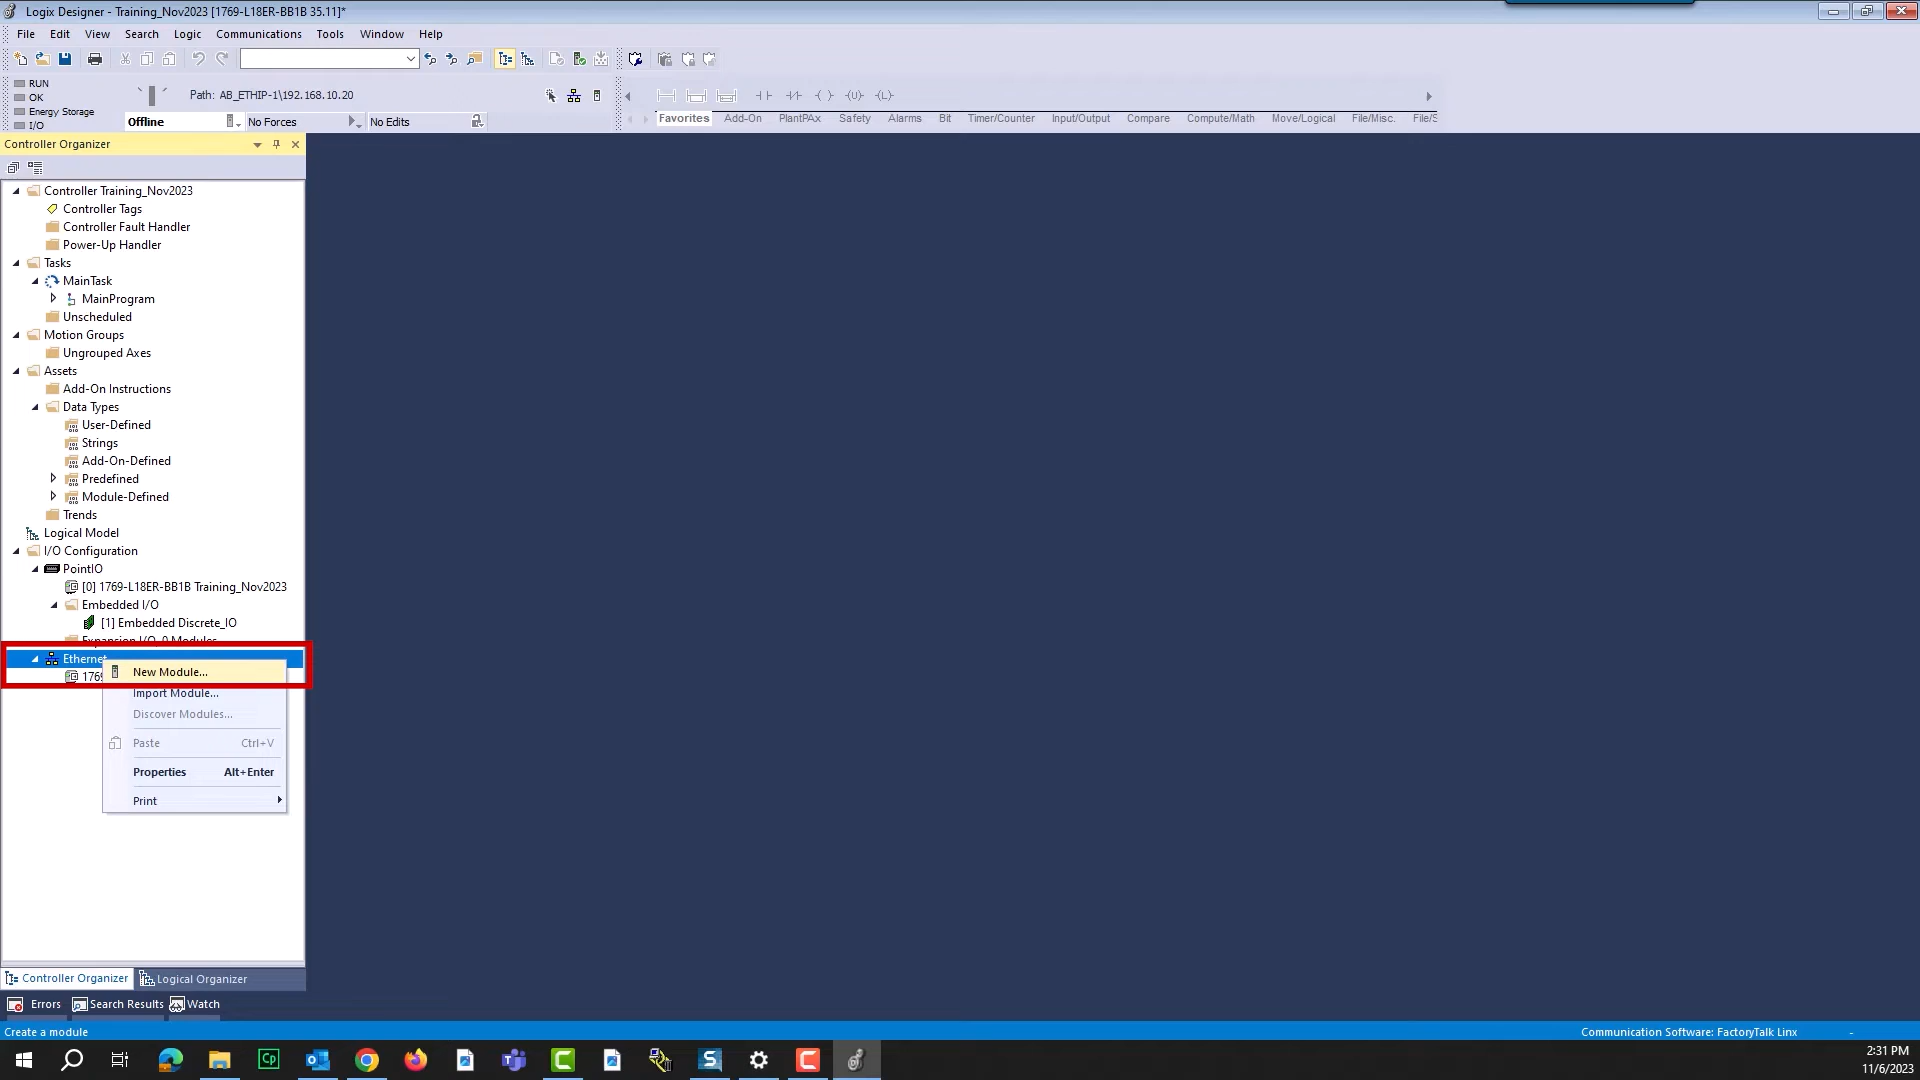 Logix Designer - Training_Nov2023 [1769-L18ER-BB1B 35.11]*
File Edit View Search Logic Communications Tools Window Help
RUN
OK
Energy Storage
I/O
Path: AB_ETHIP-1\192.168.10.20
Offline No Forces No Edits
Favorites Add-On PlantPAx Safety Alarms Bit Timer/Counter Input/Output Compare Compute/Math Move/Logical File/Misc. File/S
Controller Organizer
Controller Training_Nov2023
Controller Tags
Controller Fault Handler
Power-Up Handler
Tasks
MainTask
MainProgram
Unscheduled
Motion Groups
Ungrouped Axes
Assets
Add-On Instructions
Data Types
User-Defined
Strings
Add-On-Defined
Predefined
Module-Defined
Trends
Logical Model
I/O Configuration
PointIO
[0] 1769-L18ER-BB1B Training_Nov2023
Embedded I/O
[1] Embedded Discrete_IO
Expansion I/O, 0 Modules
Ethernet
1769
New Module...
Import Module...
Discover Modules...
Paste Ctrl+V
Properties Alt+Enter
Print
Controller Organizer Logical Organizer
Errors Search Results Watch
Create a module Communication Software: FactoryTalk Linx
2:31 PM
11/6/2023